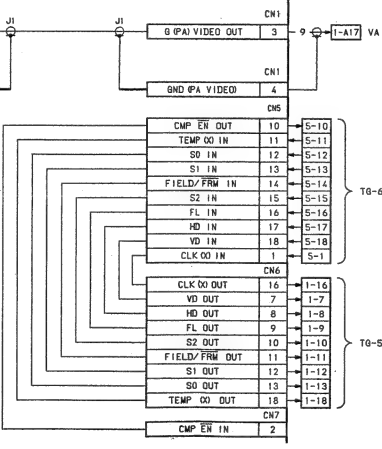 CN1
J1 J1
G (PA) VIDEO OUT 3 9 1-A17 VA
CN1
GND (PA VIDEO) 4
CN5
CMP EN OUT 10 5-10
TEMP (X) IN 11 5-11
S0 IN 12 5-12
S1 IN 13 5-13
FIELD/FRM IN 14 5-14
S2 IN 15 5-15 TG-6
FL IN 16 5-16
HD IN 17 5-17
VD IN 18 5-18
CLK (X) IN 1 5-1
CN6
CLK (X) OUT 16 1-16
VD OUT 7 1-7
HD OUT 8 1-8
FL OUT 9 1-9
S2 OUT 10 1-10 TG-5
FIELD/FRM OUT 11 1-11
S1 OUT 12 1-12
S0 OUT 13 1-13
TEMP (X) OUT 18 1-18
CN7
CMP EN IN 2